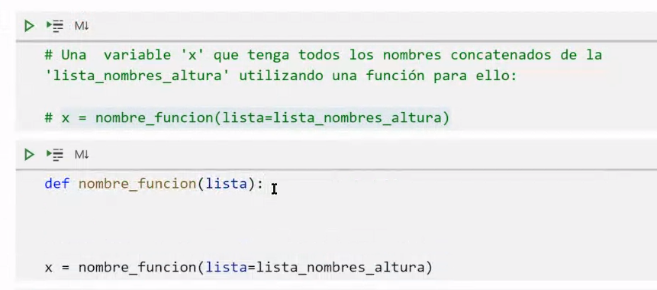 M↓
# Una  variable 'x' que tenga todos los nombres concatenados de la
'lista_nombres_altura' utilizando una función para ello:
# x = nombre_funcion(lista=lista_nombres_altura)
M↓
def nombre_funcion(lista):
x = nombre_funcion(lista=lista_nombres_altura)